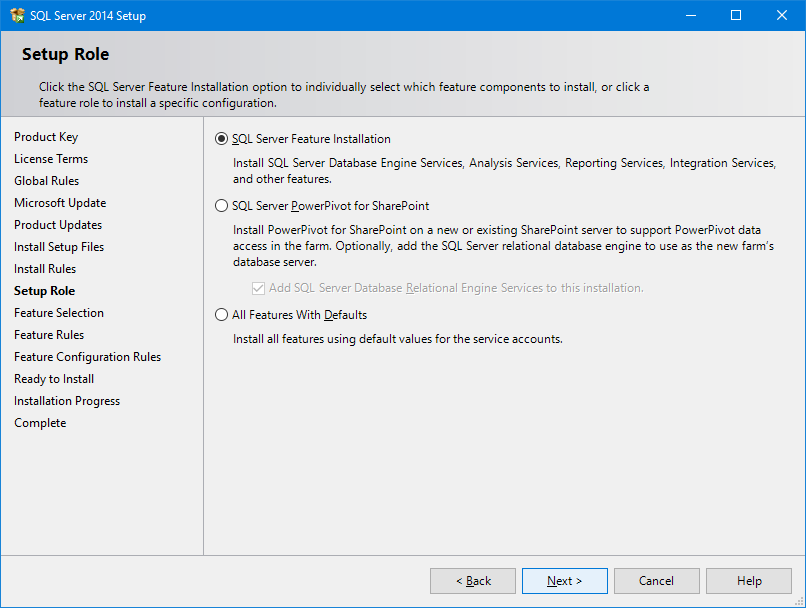 SQL Server 2014 Setup
Setup Role
Click the SQL Server Feature Installation option to individually select which feature components to install, or click a
feature role to install a specific configuration.
Product Key
License Terms
Global Rules
Microsoft Update
Product Updates
Install Setup Files
Install Rules
Setup Role
Feature Selection
Feature Rules
Feature Configuration Rules
Ready to Install
Installation Progress
Complete
SQL Server Feature Installation
Install SQL Server Database Engine Services, Analysis Services, Reporting Services, Integration Services,
and other features.
SQL Server PowerPivot for SharePoint
Install PowerPivot for SharePoint on a new or existing SharePoint server to support PowerPivot data
access in the farm. Optionally, add the SQL Server relational database engine to use as the new farm's
database server.
Add SQL Server Database Relational Engine Services to this installation.
All Features With Defaults
Install all features using default values for the service accounts.
< Back
Next >
Cancel
Help